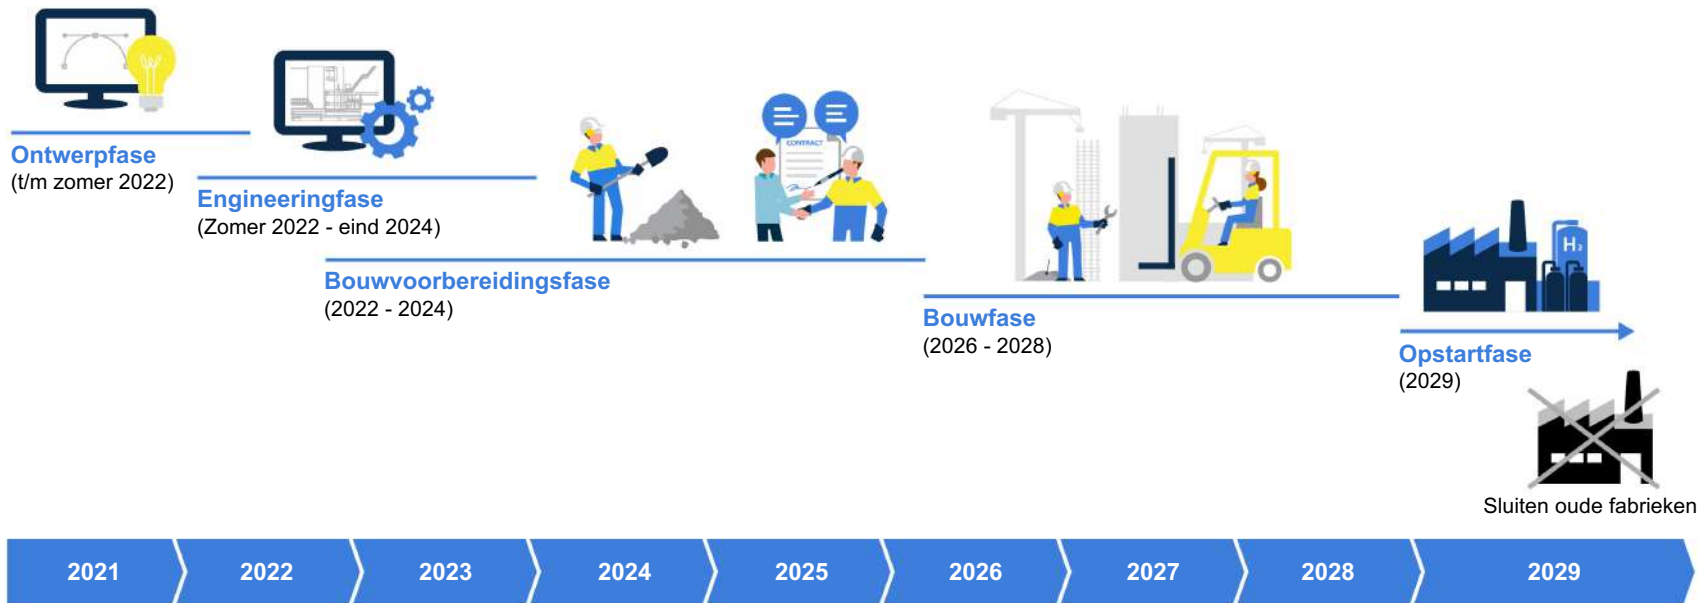 Ontwerpfase
(t/m zomer 2022)
Engineeringfase
(Zomer 2022 - eind 2024)
Bouwvoorbereidingsfase
(2022 - 2024)
CONTRACT
Bouwfase
(2026 - 2028)
H₂
Opstartfase
(2029)
Sluiten oude fabrieken
2021
2022
2023
2024
2025
2026
2027
2028
2029